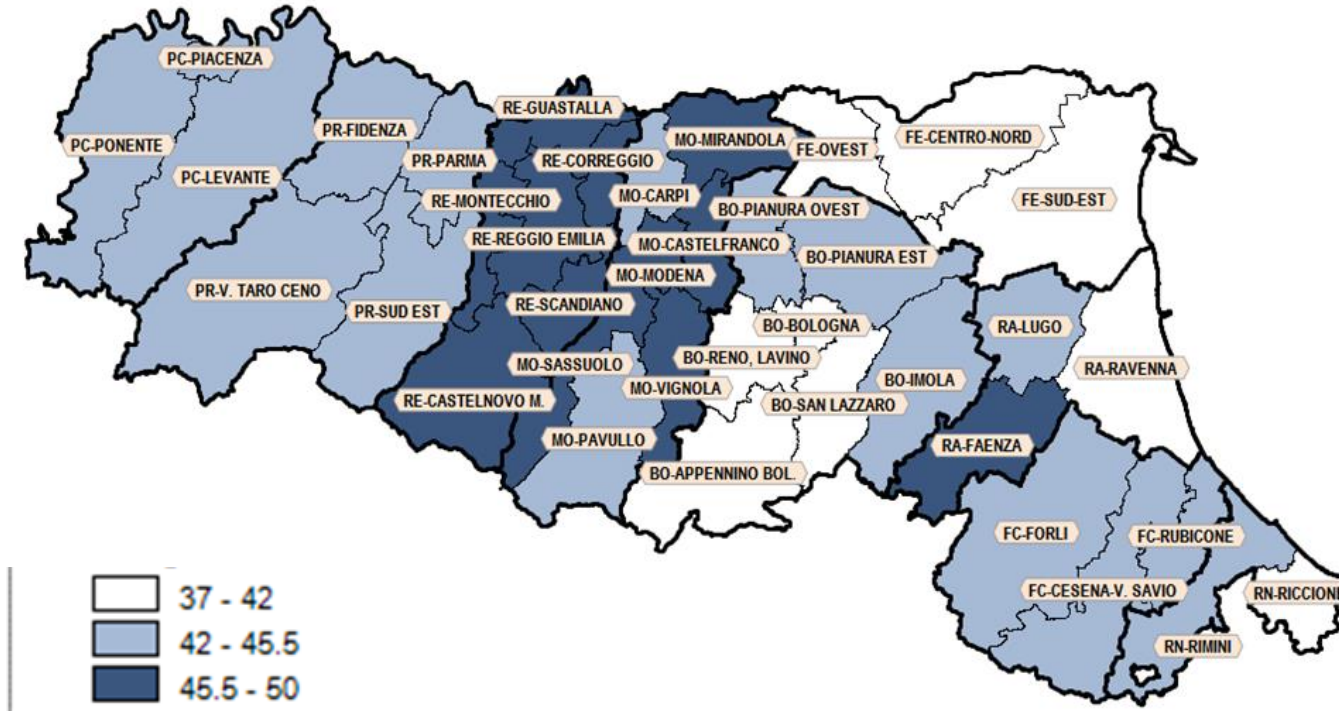 PC-PIACENZA
RE-GUASTALLA
PR-FIDENZA
FE-CENTRO-NORD
MO-MIRANDOLA
PC-PONENTE
FE-OVEST
PR-PARMA
RE-CORREGGIO
PC-LEVANTE
MO-CARPI
RE-MONTECCHIO
FE-SUD-EST
BO-PIANURA OVEST
RE-REGGIO EMILIA
MO-CASTELFRANCO
BO-PIANURA EST
MO-MODENA
PR-V. TARO CENO
RE-SCANDIANO
PR-SUD EST
BO-BOLOGNA
RA-LUGO
MO-SASSUOLO
BO-RENO, LAVINO
RA-RAVENNA
BO-IMOLA
MO-VIGNOLA
RE-CASTELNOVO M.
BO-SAN LAZZARO
MO-PAVULLO
RA-FAENZA
BO-APPENNINO BOL.
FC-FORLI
FC-RUBICONE
FC-CESENA-V. SAVIO
RN-RICCIONE
RN-RIMINI
37 - 42
42 - 45.5
45.5 - 50